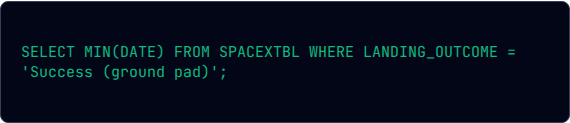 SELECT MIN(DATE) FROM SPACEXTBL WHERE LANDING_OUTCOME =
'Success (ground pad)';